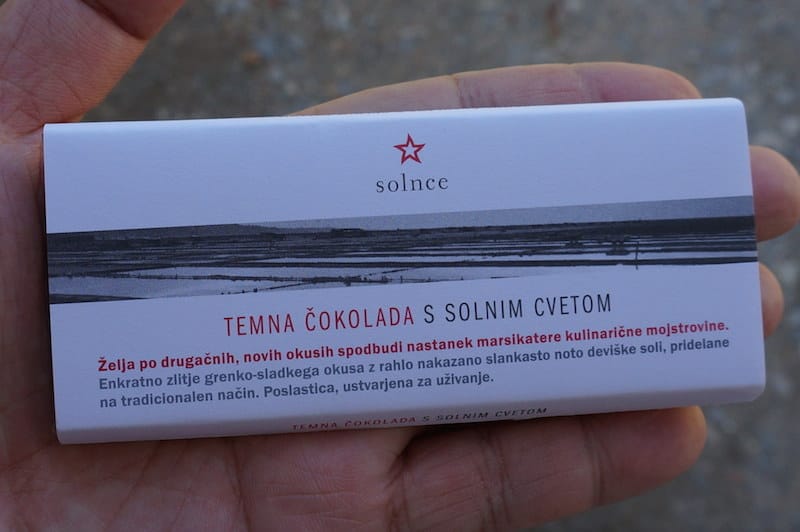 solnce
TEMNA ČOKOLADA S SOLNIM CVETOM
Želja po drugačnih, novih okusih spodbudi nastanek marsikatere kulinarične mojstrovine.
Enkratno zlitje grenko-sladkega okusa z rahlo nakazano slankasto noto deviške soli, pridelane
na tradicionalen način. Poslastica, ustvarjena za uživanje.
TEMNA ČOKOLADA S SOLNIM CVETOM